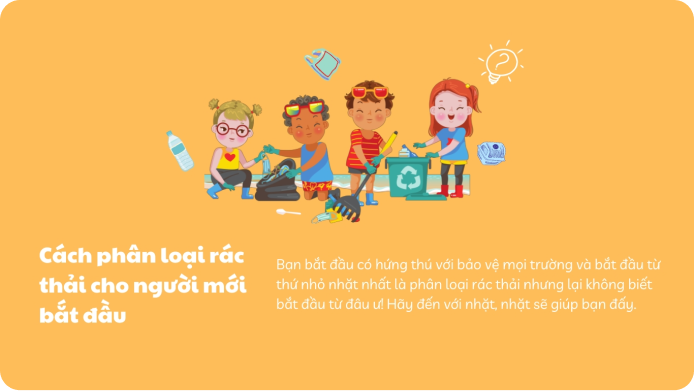 Cách phân loại rác
thải cho người mới
bắt đầu
Bạn bắt đầu có hứng thú với bảo vệ mọi trường và bắt đầu từ
thứ nhỏ nhặt nhất là phân loại rác thải nhưng lại không biết
bắt đầu từ đâu ư! Hãy đến với nhặt, nhặt sẽ giúp bạn đấy.